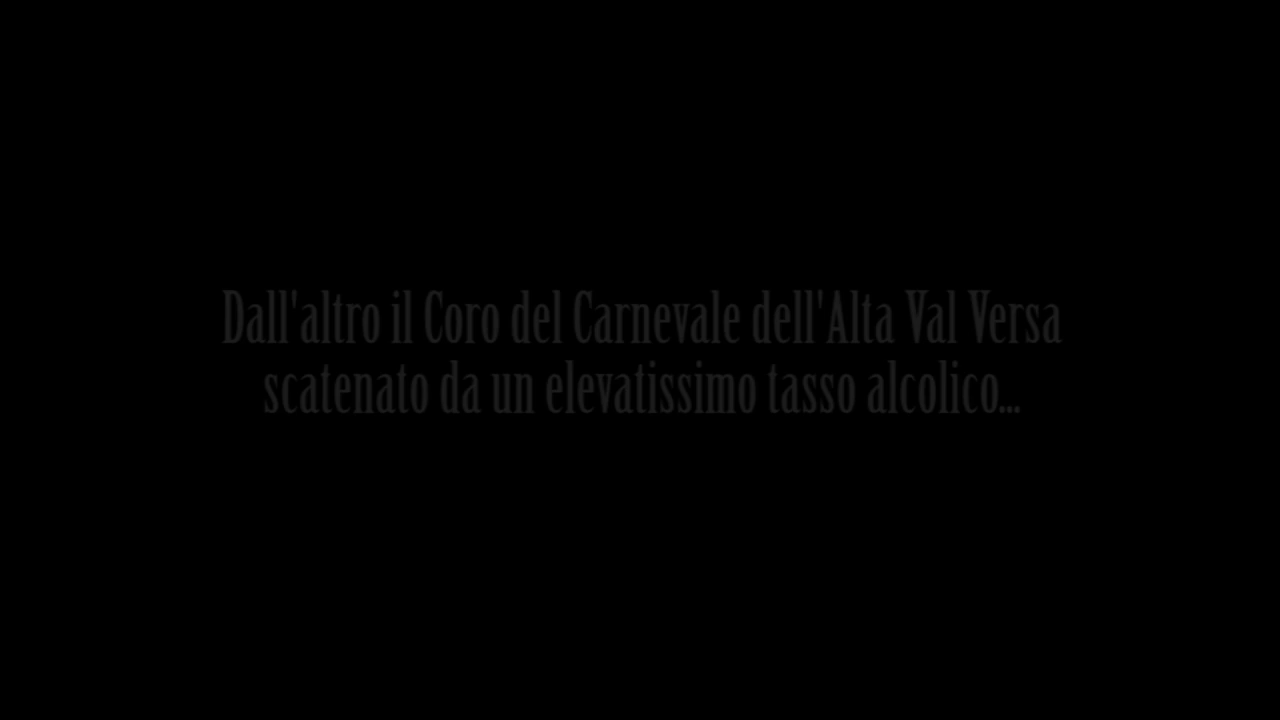 Dall'altro il Coro del Carnevale dell'Alta Val Versa
scatenato da un elevatissimo tasso alcolico...